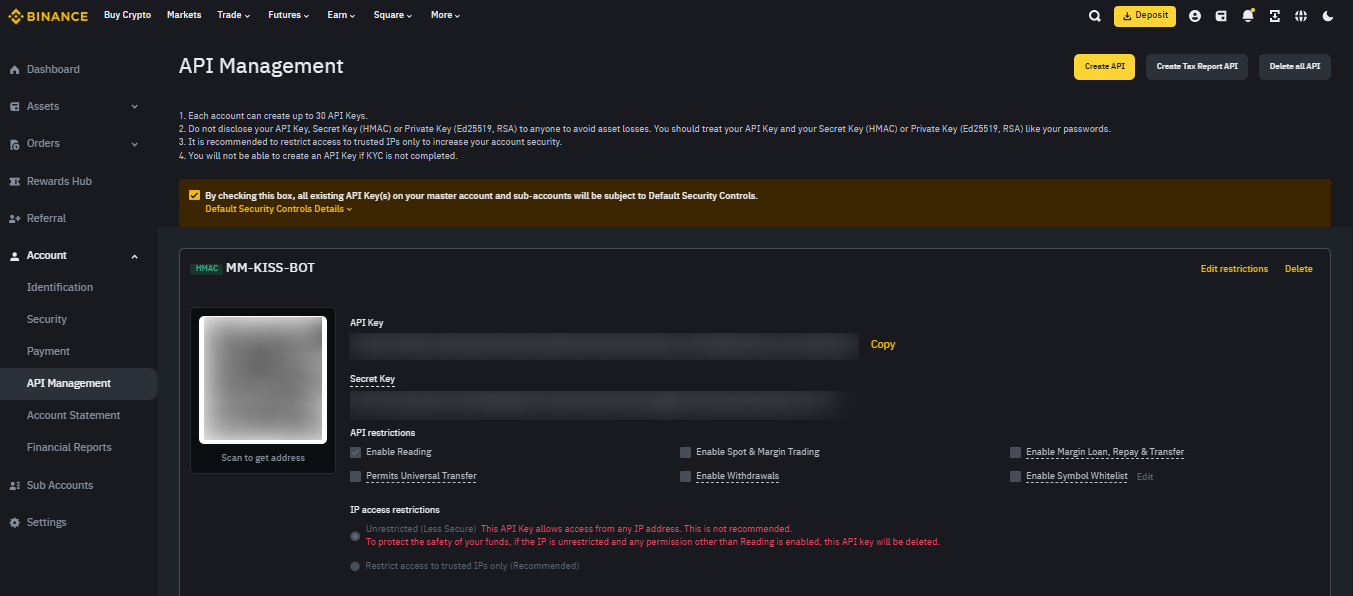 BINANCE
Buy Crypto Markets Trade Futures Earn Square More
Deposit
Dashboard
Assets
Orders
Rewards Hub
Referral
Account
Identification
Security
Payment
API Management
Account Statement
Financial Reports
Sub Accounts
Settings
API Management
Create API Create Tax Report API Delete all API
1. Each account can create up to 30 API Keys.
2. Do not disclose your API Key, Secret Key (HMAC) or Private Key (Ed25519, RSA) to anyone to avoid asset losses. You should treat your API Key and your Secret Key (HMAC) or Private Key (Ed25519, RSA) like your passwords.
3. It is recommended to restrict access to trusted IPs only to increase your account security.
4. You will not be able to create an API Key if KYC is not completed.
By checking this box, all existing API Key(s) on your master account and sub-accounts will be subject to Default Security Controls.
Default Security Controls Details
HMAC MM-KISS-BOT
Edit restrictions Delete
Scan to get address
API Key
Copy
Secret Key
API restrictions
Enable Reading Enable Spot & Margin Trading Enable Margin Loan, Repay & Transfer
Permits Universal Transfer Enable Withdrawals Enable Symbol Whitelist Edit
IP access restrictions
Unrestricted (Less Secure) This API Key allows access from any IP address. This is not recommended.
To protect the safety of your funds, if the IP is unrestricted and any permission other than Reading is enabled, this API key will be deleted.
Restrict access to trusted IPs only (Recommended)